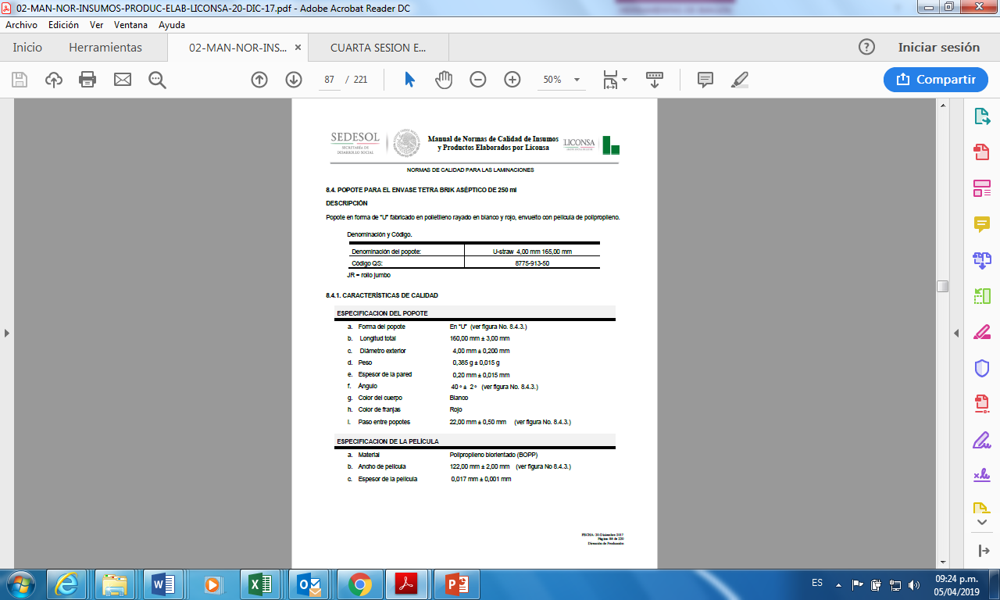 02-MAN-NOR-INSUMOS-PRODUC-ELAB-LICONSA-20-DIC-17.pdf - Adobe Acrobat Reader DC
Archivo Edición Ver Ventana Ayuda
Inicio Herramientas 02-MAN-NOR-INS... × CUARTA SESION E... Iniciar sesión
87 / 221 50% Compartir
SEDESOL
SECRETARÍA DE
DESARROLLO SOCIAL
Manual de Normas de Calidad de Insumos
y Productos Elaborados por Liconsa
LICONSA
NORMAS DE CALIDAD PARA LAS LAMINACIONES
8.4. POPOTE PARA EL ENVASE TETRA BRIK ASÉPTICO DE 250 ml
DESCRIPCIÓN
Popote en forma de "U" fabricado en polietileno rayado en blanco y rojo, envuelto con película de polipropileno.
Denominación y Código.
Denominación del popote: U-straw 4,00 mm 165,00 mm
Código QS: 8775-913-50
JR = rollo jumbo
8.4.1. CARACTERÍSTICAS DE CALIDAD
ESPECIFICACION DEL POPOTE
a. Forma del popote En "U" (ver figura No. 8.4.3.)
b. Longitud total 160,00 mm ± 3,00 mm
c. Diámetro exterior 4,00 mm ± 0,200 mm
d. Peso 0,385 g ± 0,015 g
e. Espesor de la pared 0,20 mm ± 0,015 mm
f. Ángulo 40 º ± 2 º (ver figura No. 8.4.3.)
g. Color del cuerpo Blanco
h. Color de franjas Rojo
i. Paso entre popotes 22,00 mm ± 0,50 mm (ver figura No. 8.4.3.)
ESPECIFICACION DE LA PELÍCULA
a. Material Polipropileno biorientado (BOPP)
b. Ancho de película 122,00 mm ± 2,00 mm (ver figura No 8.4.3.)
c. Espesor de la película 0,017 mm ± 0,001 mm
FECHA: 20-Diciembre-2017
Página: 86 de 220
Dirección de Producción
ES 09:24 p.m.
05/04/2019